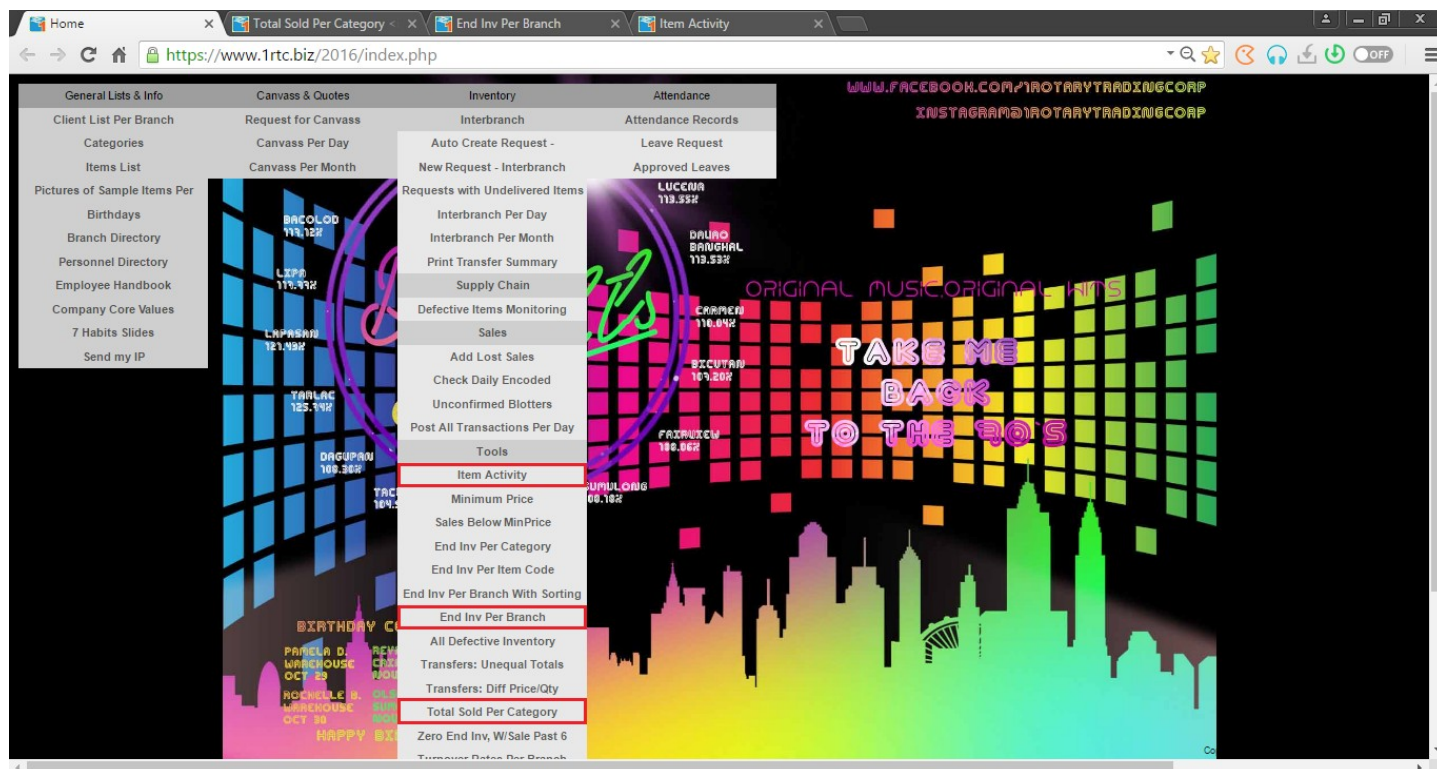 Home
Total Sold Per Category <
End Inv Per Branch
Item Activity
https://www.1rtc.biz/2016/index.php
OFF
WWW.FACEBOOK.COM/1ROTARYTRADINGCORP
INSTAGRAM@1ROTARYTRADINGCORP
General Lists & Info
Client List Per Branch
Categories
Items List
Pictures of Sample Items Per
Birthdays
Branch Directory
Personnel Directory
Employee Handbook
Company Core Values
7 Habits Slides
Send my IP
Canvass & Quotes
Request for Canvass
Canvass Per Day
Canvass Per Month
Inventory
Interbranch
Auto Create Request -
New Request - Interbranch
Requests with Undelivered Items
Interbranch Per Day
Interbranch Per Month
Print Transfer Summary
Supply Chain
Defective Items Monitoring
Sales
Add Lost Sales
Check Daily Encoded
Unconfirmed Blotters
Post All Transactions Per Day
Tools
Item Activity
Minimum Price
Sales Below MinPrice
End Inv Per Category
End Inv Per Item Code
End Inv Per Branch With Sorting
End Inv Per Branch
All Defective Inventory
Transfers: Unequal Totals
Transfers: Diff Price/Qty
Total Sold Per Category
Zero End Inv, W/Sale Past 6
Turnover Rates Per Branch
Attendance
Attendance Records
Leave Request
Approved Leaves
BACOLOD
LIPA
LAPASAN
TARLAC
DAGUPAN
LUCENA
113.55%
DAVAO
BANGKAL
113.53%
CARMEN
110.04%
BICUTAN
109.20%
FAIRVIEW
108.06%
ORIGINAL MUSIC,ORIGINAL HITS
TAKE ME
BACK
TO THE 90'S
BIRTHDAY
PAMELA D.
WAREHOUSE
OCT 29
ROCHELLE B.
WAREHOUSE
OCT 30
HAPPY